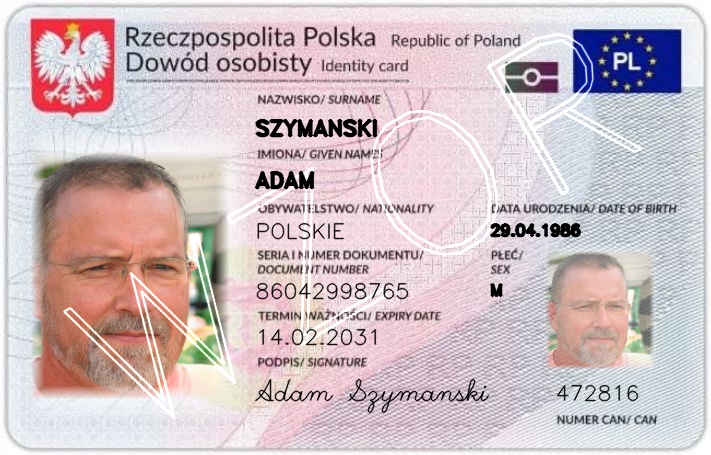 Rzeczpospolita Polska Republic of Poland
Dowód osobisty Identity card
PL
NAZWISKO/ SURNAME
SZYMANSKI
IMIONA/ GIVEN NAMES
ADAM
OBYWATELSTWO/ NATIONALITY
POLSKIE
DATA URODZENIA/ DATE OF BIRTH
29.04.1986
SERIA I NUMER DOKUMENTU/
DOCUMENT NUMBER
86042998765
PŁEĆ/
SEX
M
TERMIN WAŻNOŚCI/ EXPIRY DATE
14.02.2031
PODPIS/ SIGNATURE
Adam Szymanski
472816
NUMER CAN/ CAN
WZÓR